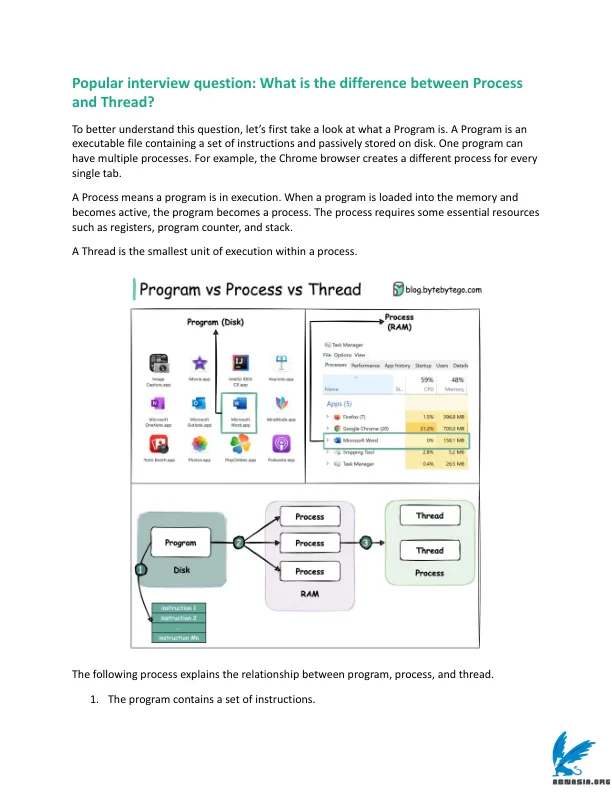 Popular interview question: What is the difference between Process
and Thread?
To better understand this question, let's first take a look at what a Program is. A Program is an
executable file containing a set of instructions and passively stored on disk. One program can
have multiple processes. For example, the Chrome browser creates a different process for every
single tab.
A Process means a program is in execution. When a program is loaded into the memory and
becomes active, the program becomes a process. The process requires some essential resources
such as registers, program counter, and stack.
A Thread is the smallest unit of execution within a process.
Program vs Process vs Thread
blog.bytebytego.com
Program (Disk)
Image
Capture.app
iMovie.app
IntelliJ IDEA
CE.app
Keynote.app
Microsoft
OneNote.app
Microsoft
Outlook.app
Microsoft
Word.app
MindNode.app
Photo Booth.app
Photos.app
Podcasts.app
Process
(RAM)
Task Manager
File Options View
Processes Performance App history Startup Users Details
59% 48%
Name CPU Memory
Apps (5)
Firefox (7) 1.5% 396.8 MB
Google Chrome (20) 31.2% 700.0 MB
Microsoft Word 0% 158.1 MB
Snipping Tool 2.8% 5.2 MB
Task Manager 0.4% 26.5 MB
Program
Disk
1
instruction 1
instruction 2
...
instruction Mn
2
Process
Process
Process
RAM
3
Thread
Thread
Process
The following process explains the relationship between program, process, and thread.
1. The program contains a set of instructions.
ABNASIA.ORG